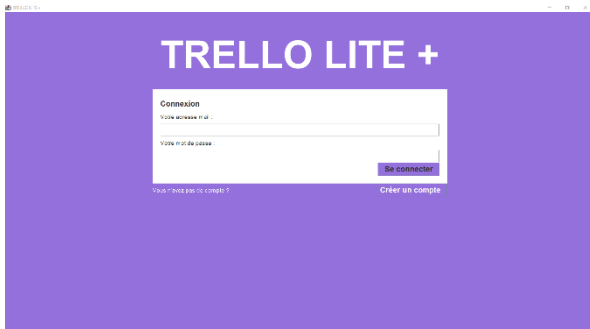 TRELLO LITE +
Connexion
Votre adresse mail :
Votre mot de passe :
Se connecter
Vous n'avez pas de compte ?
Créer un compte